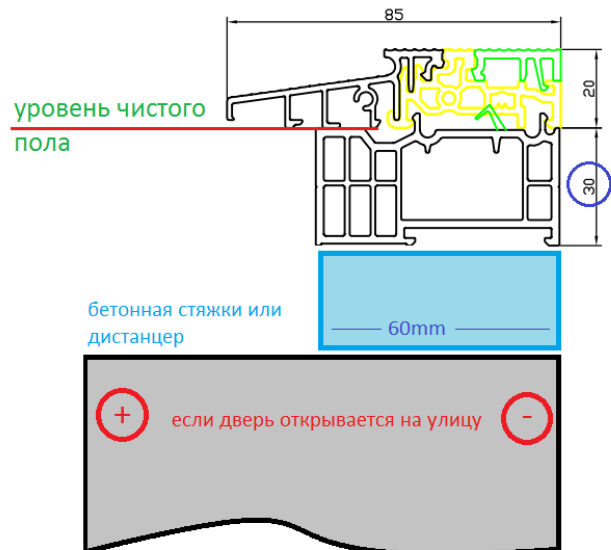 85
20
уровень чистого
пола
30
бетонная стяжки или
дистанцер
60mm
+
если дверь открывается на улицу
-